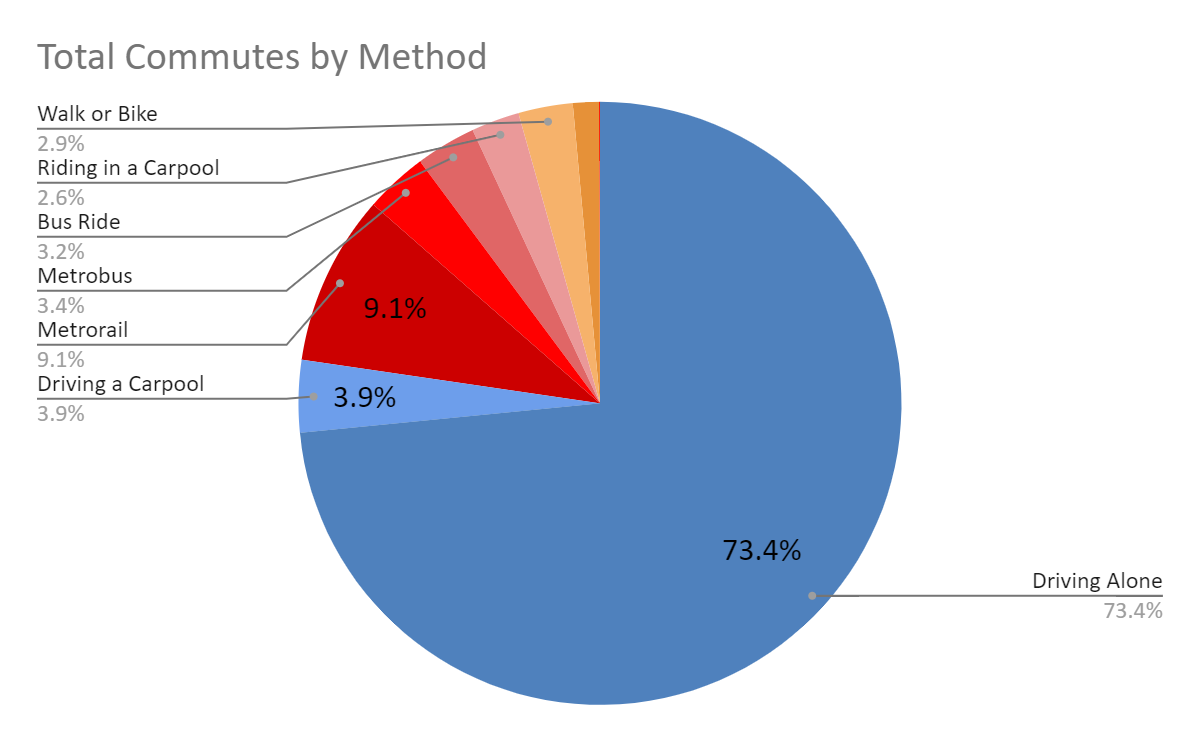 Total Commutes by Method
Walk or Bike
2.9%
Riding in a Carpool
2.6%
Bus Ride
3.2%
Metrobus
3.4%
Metrorail
9.1%
Driving a Carpool
3.9%
9.1%
3.9%
73.4%
Driving Alone
73.4%